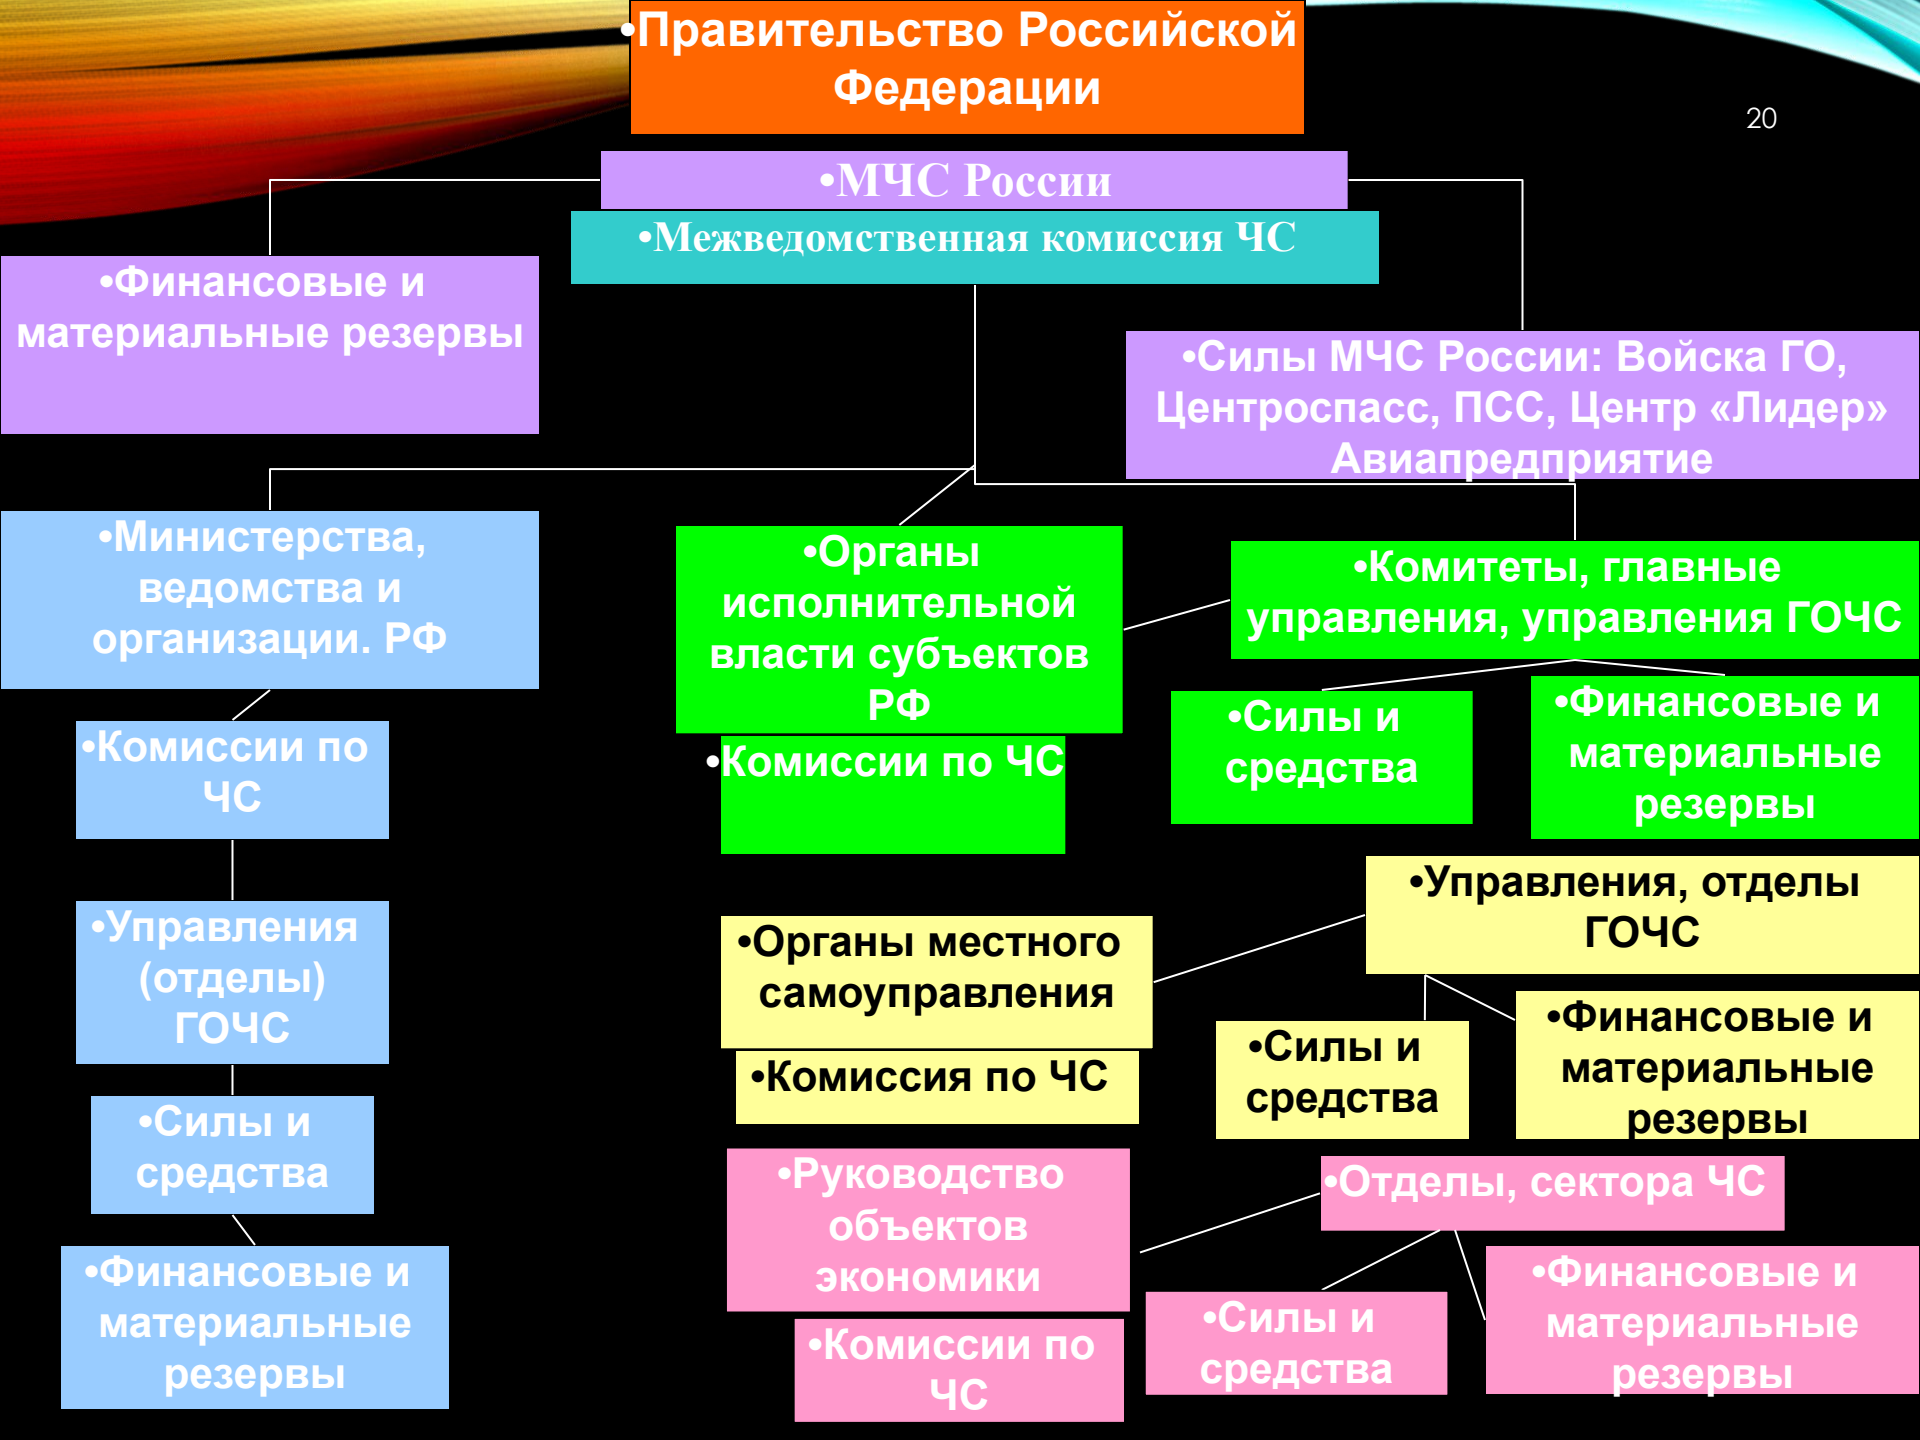 •Правительство Российской
Федерации
20
•МЧС России
•Межведомственная комиссия ЧС
•Финансовые и
материальные резервы
•Силы МЧС России: Войска ГО,
Центроспасс, ПСС, Центр «Лидер»
Авиапредприятие
•Министерства,
ведомства и
организации. РФ
•Органы
исполнительной
власти субъектов
РФ
•Комитеты, главные
управления, управления ГОЧС
•Комиссии по
ЧС
•Комиссии по ЧС
•Силы и
средства
•Финансовые и
материальные
резервы
•Управления
(отделы)
ГОЧС
•Органы местного
самоуправления
•Управления, отделы
ГОЧС
•Комиссия по ЧС
•Силы и
средства
•Финансовые и
материальные
резервы
•Силы и
средства
•Руководство
объектов
экономики
•Отделы, сектора ЧС
•Финансовые и
материальные
резервы
•Комиссии по
ЧС
•Силы и
средства
•Финансовые и
материальные
резервы